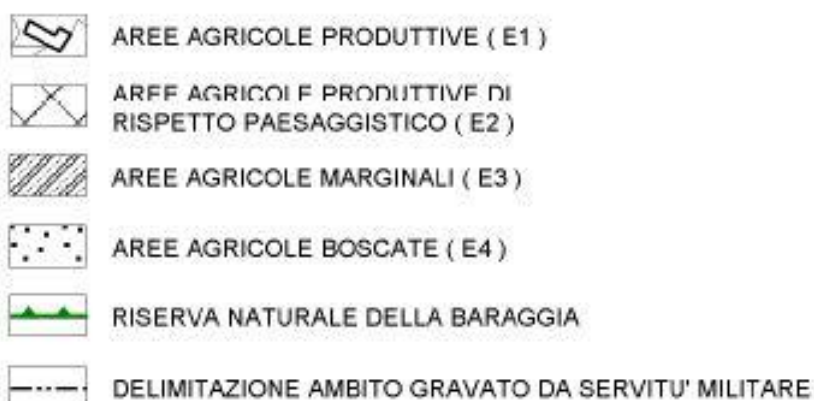 AREE AGRICOLE PRODUTTIVE ( E1 )
AREE AGRICOLE PRODUTTIVE DI
RISPETTO PAESAGGISTICO ( E2 )
AREE AGRICOLE MARGINALI ( E3 )
AREE AGRICOLE BOSCATE ( E4 )
RISERVA NATURALE DELLA BARAGGIA
DELIMITAZIONE AMBITO GRAVATO DA SERVITU' MILITARE